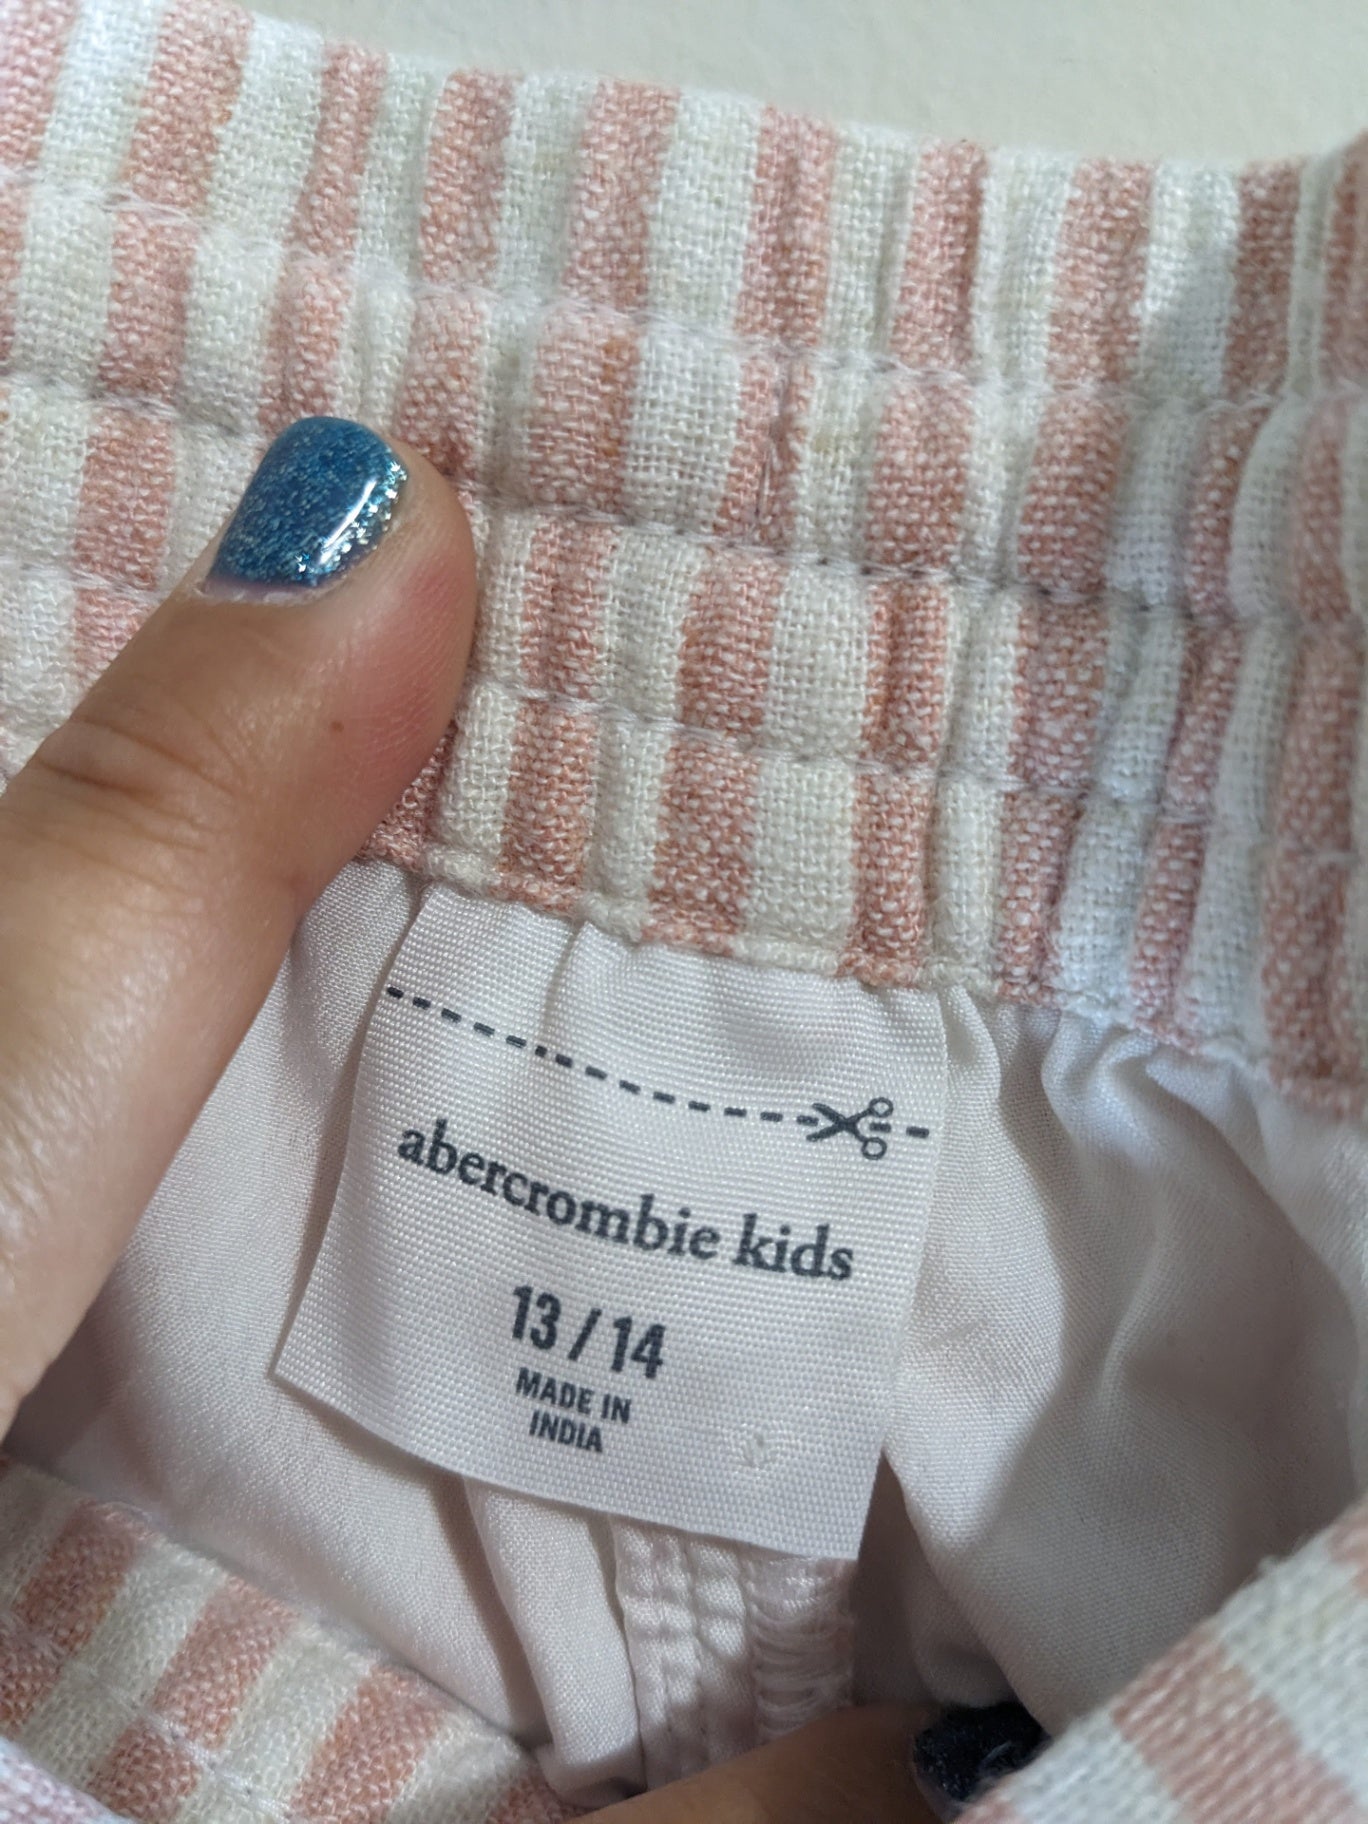 abercrombie kids
13 / 14
MADE IN
INDIA